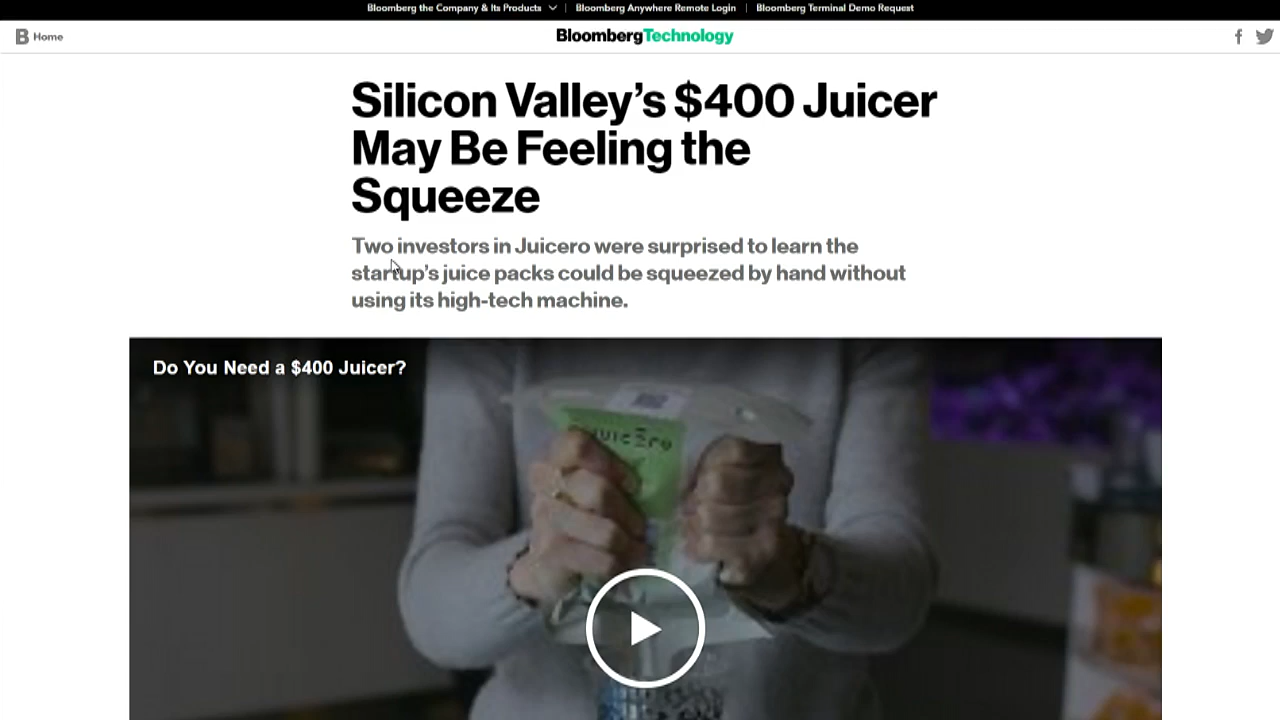 Bloomberg the Company & Its Products
Bloomberg Anywhere Remote Login
Bloomberg Terminal Demo Request
B Home
BloombergTechnology
Silicon Valley's $400 Juicer
May Be Feeling the
Squeeze
Two investors in Juicero were surprised to learn the
startup's juice packs could be squeezed by hand without
using its high-tech machine.
Do You Need a $400 Juicer?
juicero